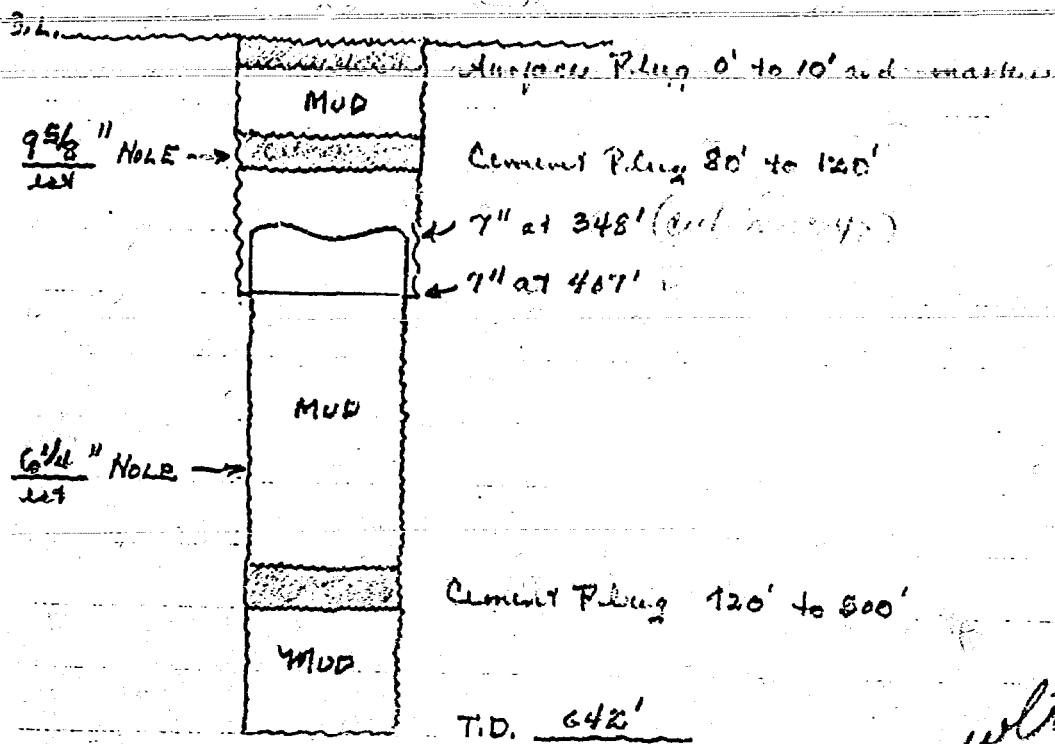 Surface Plug 0' to 10' and marker
MUD
9 5/8 " HOLE
Cement Plug 80' to 120'
7" at 348'
7" at 407'
MUD
6 1/4 " HOLE
Cement Plug 420' to 500'
MUD
T.D. 642'